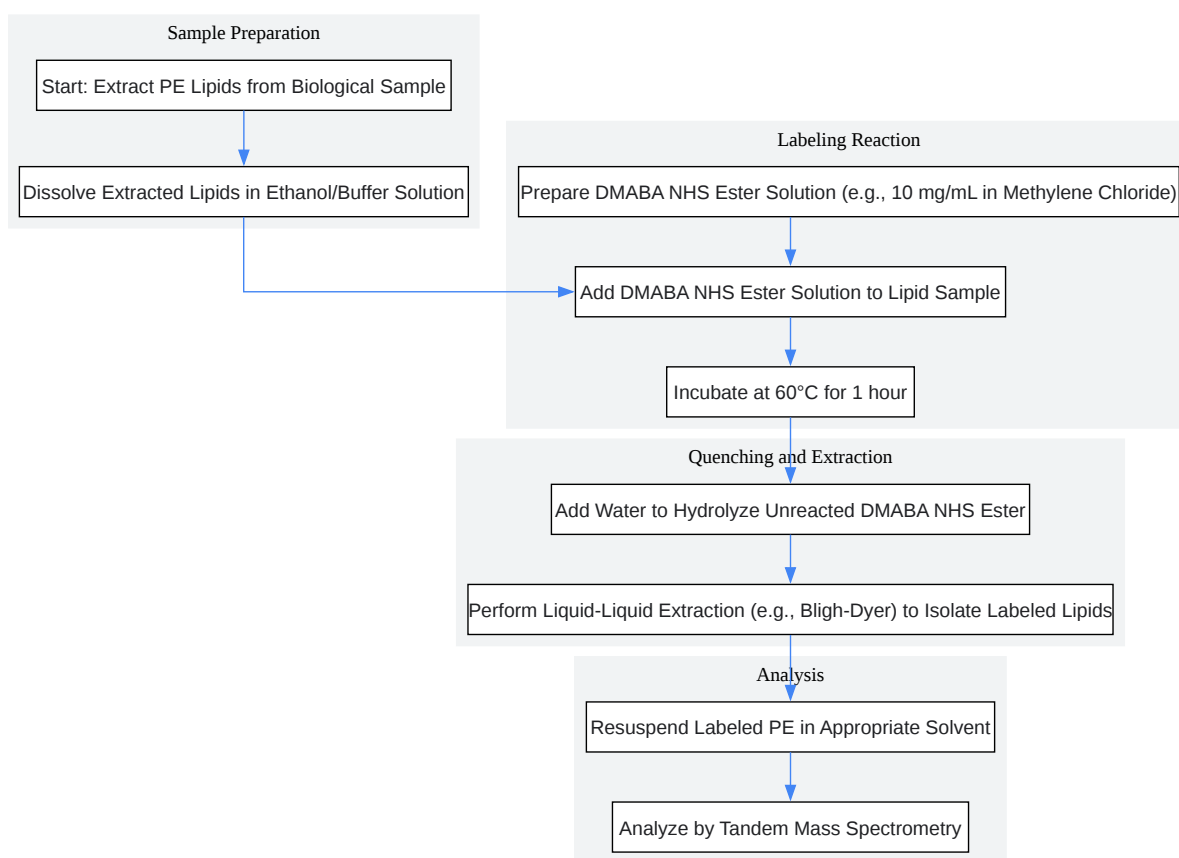 Sample Preparation
Start: Extract PE Lipids from Biological Sample
Dissolve Extracted Lipids in Ethanol/Buffer Solution
Labeling Reaction
Prepare DMABA NHS Ester Solution (e.g., 10 mg/mL in Methylene Chloride)
Add DMABA NHS Ester Solution to Lipid Sample
Incubate at 60°C for 1 hour
Quenching and Extraction
Add Water to Hydrolyze Unreacted DMABA NHS Ester
Perform Liquid-Liquid Extraction (e.g., Bligh-Dyer) to Isolate Labeled Lipids
Analysis
Resuspend Labeled PE in Appropriate Solvent
Analyze by Tandem Mass Spectrometry